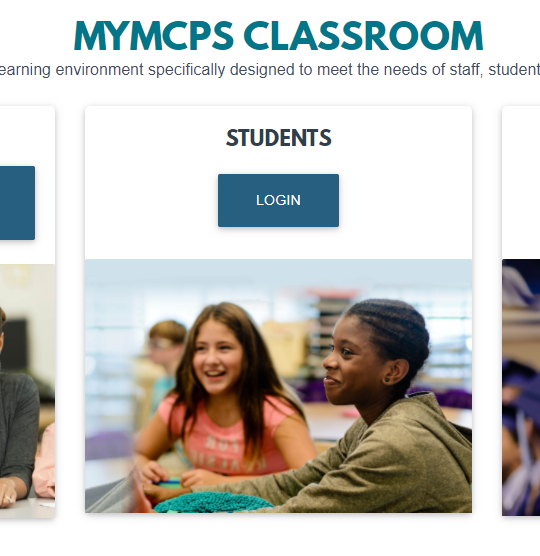 MYMCPS CLASSROOM
earning environment specifically designed to meet the needs of staff, student
STUDENTS
LOGIN